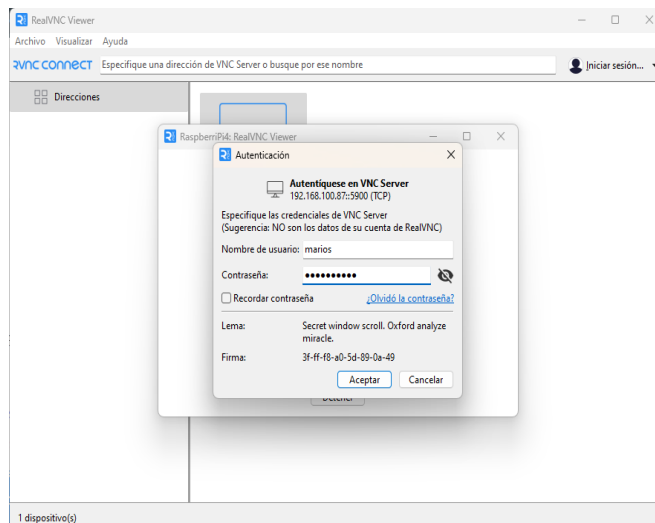 RealVNC Viewer
Archivo Visualizar Ayuda
RVNC CONNECT Especifique una dirección de VNC Server o busque por ese nombre Iniciar sesión...
Direcciones
RaspberriPi4: RealVNC Viewer
Autenticación
Autentíquese en VNC Server
192.168.100.87::5900 (TCP)
Especifique las credenciales de VNC Server
(Sugerencia: NO son los datos de su cuenta de RealVNC)
Nombre de usuario: marios
Contraseña: ••••••••••
Recordar contraseña ¿Olvidó la contraseña?
Lema: Secret window scroll. Oxford analyze
miracle.
Firma: 3f-ff-f8-a0-5d-89-0a-49
Aceptar Cancelar
Detener
1 dispositivo(s)